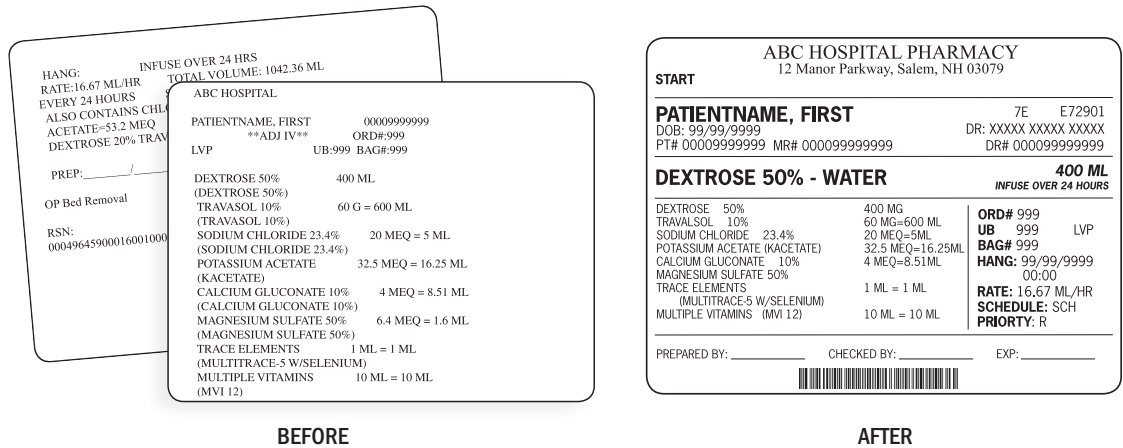 HANG: INFUSE OVER 24 HRS
RATE:16.67 ML/HR TOTAL VOLUME: 1042.36 ML
EVERY 24 HOURS
ALSO CONTAINS
ACETATE=53.2 MEQ
DEXTROSE 20%
PREP:________/
OP Bed Removal
RSN:
00049645900016001000
ABC HOSPITAL
PATIENTNAME, FIRST 00009999999
**ADJ IV** ORD#:999
LVP UB:999 BAG#:999
DEXTROSE 50% 400 ML
(DEXTROSE 50%)
TRAVASOL 10% 60 G = 600 ML
(TRAVASOL 10%)
SODIUM CHLORIDE 23.4% 20 MEQ = 5 ML
(SODIUM CHLORIDE 23.4%)
POTASSIUM ACETATE 32.5 MEQ = 16.25 ML
(KACETATE)
CALCIUM GLUCONATE 10% 4 MEQ = 8.51 ML
(CALCIUM GLUCONATE 10%)
MAGNESIUM SULFATE 50% 6.4 MEQ = 1.6 ML
(MAGNESIUM SULFATE 50%)
TRACE ELEMENTS 1 ML = 1 ML
(MULTITRACE-5 W/SELENIUM)
MULTIPLE VITAMINS 10 ML = 10 ML
(MVI 12)
BEFORE
ABC HOSPITAL PHARMACY
12 Manor Parkway, Salem, NH 03079
START
PATIENTNAME, FIRST 7E E72901
DOB: 99/99/9999 DR: XXXXX XXXXX XXXXX
PT# 00009999999 MR# 000099999999 DR# 000099999999
DEXTROSE 50% - WATER 400 ML
INFUSE OVER 24 HOURS
DEXTROSE 50% 400 MG
TRAVALSOL 10% 60 MG=600 ML
SODIUM CHLORIDE 23.4% 20 MEQ=5ML
POTASSIUM ACETATE (KACETATE) 32.5 MEQ=16.25ML
CALCIUM GLUCONATE 10% 4 MEQ=8.51ML
MAGNESIUM SULFATE 50%
TRACE ELEMENTS 1 ML = 1 ML
(MULTITRACE-5 W/SELENIUM)
MULTIPLE VITAMINS (MVI 12) 10 ML = 10 ML
ORD# 999
UB 999 LVP
BAG# 999
HANG: 99/99/9999
00:00
RATE: 16.67 ML/HR
SCHEDULE: SCH
PRIORTY: R
PREPARED BY: ____________ CHECKED BY: ____________ EXP: ____________
AFTER